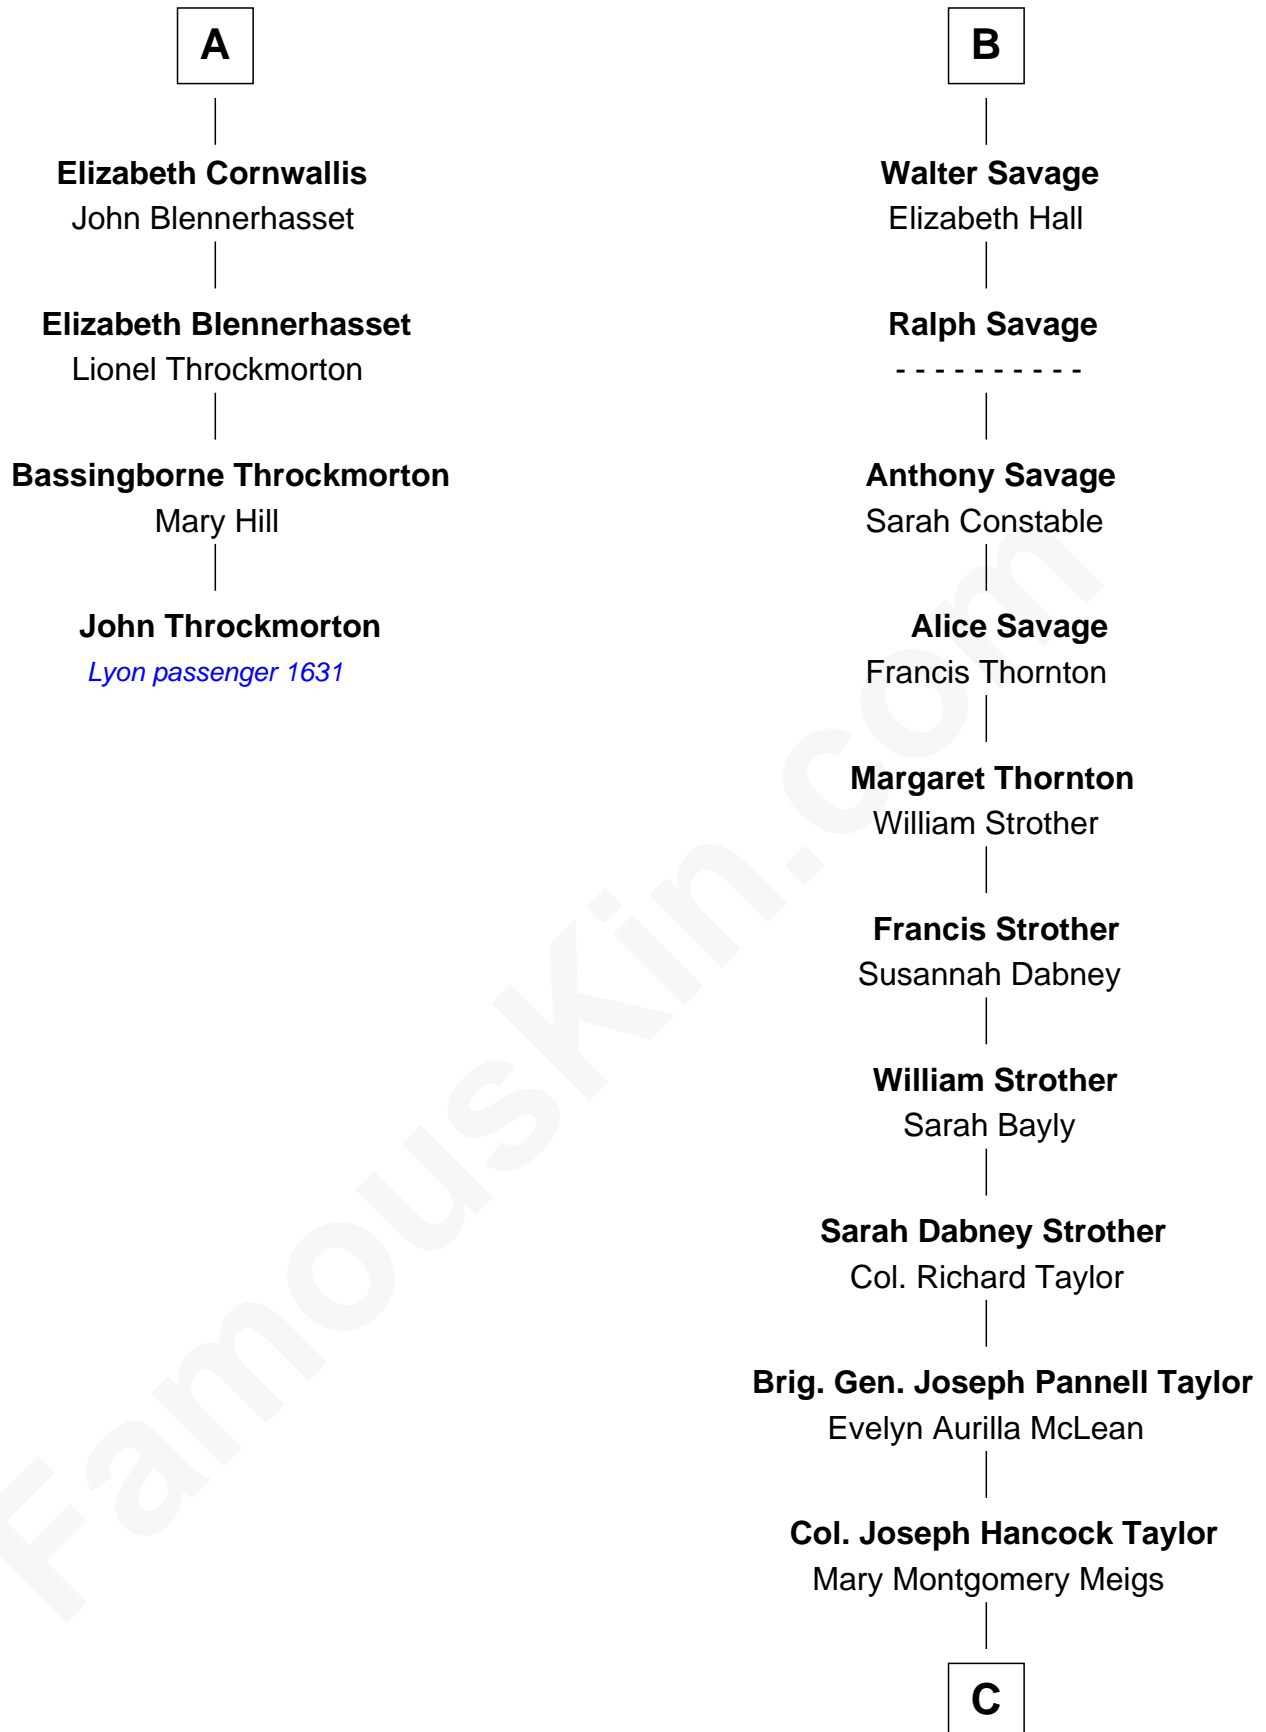 A
Elizabeth Cornwallis
John Blennerhasset
Elizabeth Blennerhasset
Lionel Throckmorton
Bassingborne Throckmorton
Mary Hill
John Throckmorton
Lyon passenger 1631
B
Walter Savage
Elizabeth Hall
Ralph Savage
- - - - - - - - - -
Anthony Savage
Sarah Constable
Alice Savage
Francis Thornton
Margaret Thornton
William Strother
Francis Strother
Susannah Dabney
William Strother
Sarah Bayly
Sarah Dabney Strother
Col. Richard Taylor
Brig. Gen. Joseph Pannell Taylor
Evelyn Aurilla McLean
Col. Joseph Hancock Taylor
Mary Montgomery Meigs
C
FamousKin.com